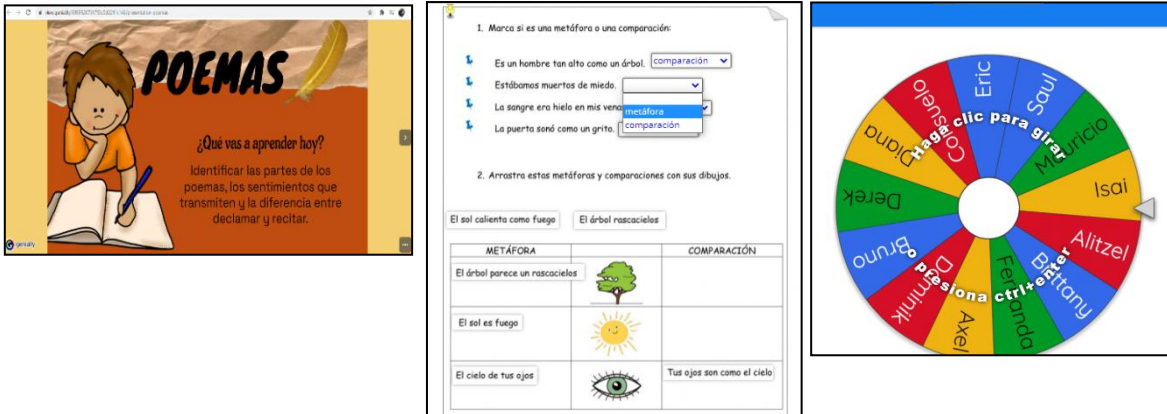 POEMAS
¿Qué vas a aprender hoy?
Identificar las partes de los
poemas, los sentimientos que
transmiten y la diferencia entre
declamar y recitar.
genially
1. Marca si es una metáfora o una comparación:
Es un hombre tan alto como un árbol. comparación
Estábamos muertos de miedo.
La sangre era hielo en mis
metáfora
La puerta sonó como un grito.
comparación
2. Arrastra estas metáforas y comparaciones con sus dibujos.
El sol calienta como fuego El árbol rascacielos
METÁFORA COMPARACIÓN
El árbol parece un rascacielos
El sol es fuego
El cielo de tus ojos Tus ojos son como el cielo
Haga clic para girar
o presiona ctrl+enter
Eric
Saul
Mauricio
Isai
Alitzel
Brittany
Fernanda
Axel
Dominik
Bruno
Derek
Diana
Consuelo